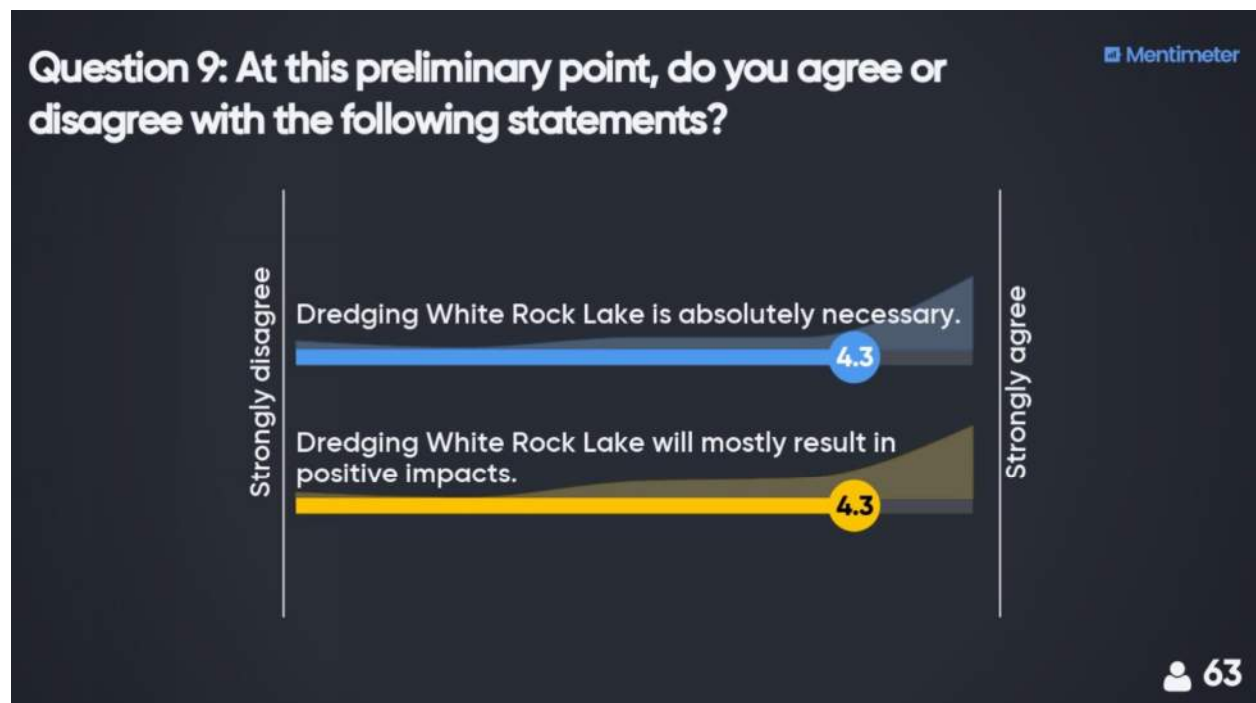 Question 9: At this preliminary point, do you agree or
disagree with the following statements?
Mentimeter
Strongly disagree
Dredging White Rock Lake is absolutely necessary.
4.3
Dredging White Rock Lake will mostly result in
positive impacts.
4.3
Strongly agree
63